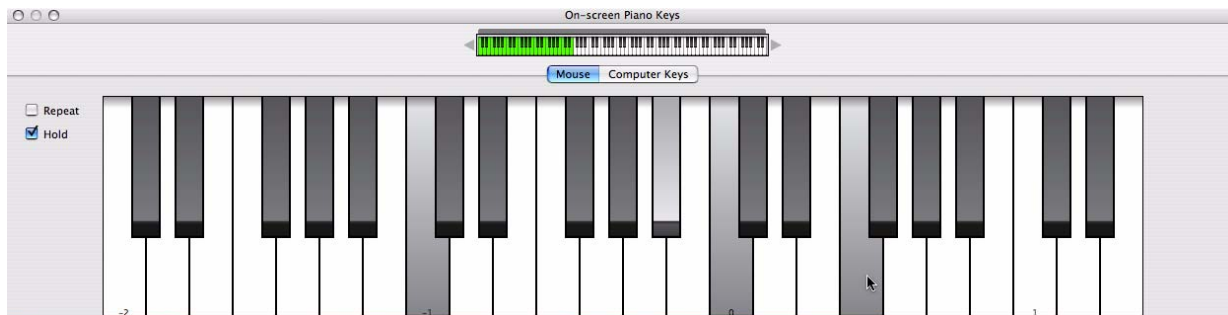 On-screen Piano Keys
Mouse Computer Keys
Repeat
Hold
-2 -1 0 1